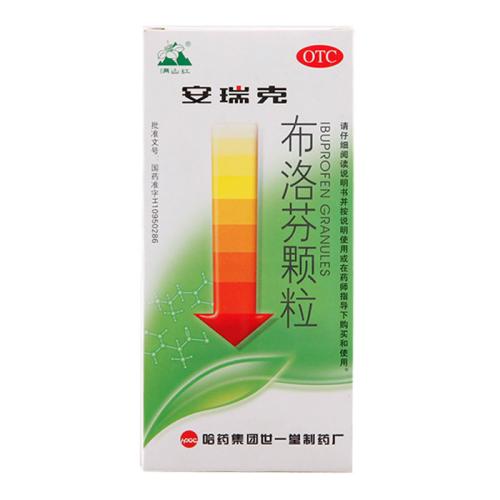 满山红
®
OTC
安瑞克
布洛芬颗粒
IBUPROFEN GRANULES
批准文号：国药准字H10950286
请仔细阅读说明书并按说明使用或在药师指导下购买和使用。
HPGC
哈药集团世一堂制药厂